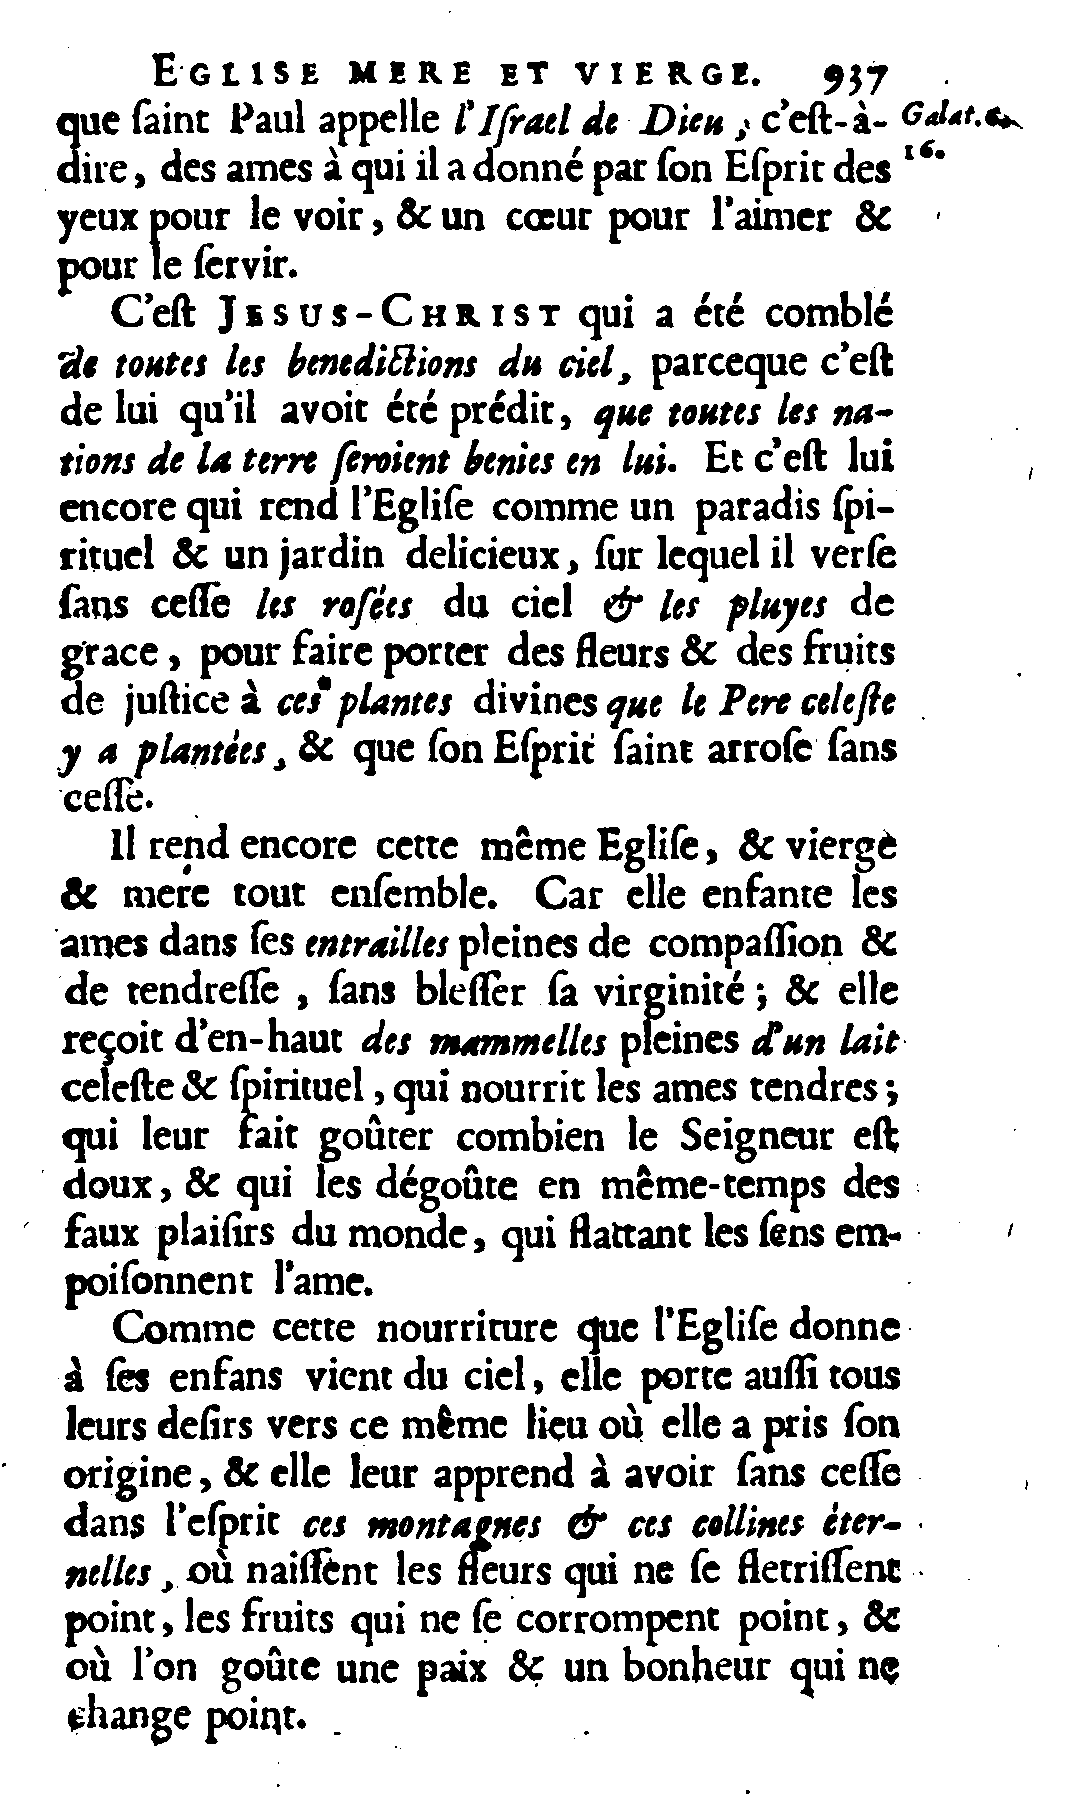 EGLISE MERE ET VIERGE. 937
que ſaint Paul appelle l'Iſrael de Dieu, c'eſt-à- Galat. 6.
dire, des ames à qui il a donné par ſon Eſprit des 16.
yeux pour le voir, & un cœur pour l'aimer &
pour le ſervir.
C'eſt JESUS-CHRIST qui a été comblé
de toutes les benedictions du ciel, parceque c'eſt
de lui qu'il avoit été prédit, que toutes les na-
tions de la terre ſeroient benies en lui. Et c'eſt lui
encore qui rend l'Egliſe comme un paradis ſpi-
rituel & un jardin delicieux, ſur lequel il verſe
ſans ceſſe les roſées du ciel & les pluyes de
grace, pour faire porter des fleurs & des fruits
de juſtice à ces plantes divines que le Pere celeſte
y a plantées, & que ſon Eſprit ſaint arroſe ſans
ceſſe.
Il rend encore cette même Egliſe, & vierge
& mere tout enſemble. Car elle enfante les
ames dans ſes entrailles pleines de compaſſion &
de tendreſſe, ſans bleſſer ſa virginité; & elle
reçoit d'en-haut des mammelles pleines d'un lait
celeſte & ſpirituel, qui nourrit les ames tendres;
qui leur fait goûter combien le Seigneur eſt
doux, & qui les dégoûte en même-temps des
faux plaiſirs du monde, qui flattant les ſens em-
poiſonnent l'ame.
Comme cette nourriture que l'Egliſe donne
à ſes enfans vient du ciel, elle porte auſſi tous
leurs deſirs vers ce même lieu où elle a pris ſon
origine, & elle leur apprend à avoir ſans ceſſe
dans l'eſprit ces montagnes & ces collines éter-
nelles, où naiſſent les fleurs qui ne ſe fletriſſent
point, les fruits qui ne ſe corrompent point, &
où l'on goûte une paix & un bonheur qui ne
change point.